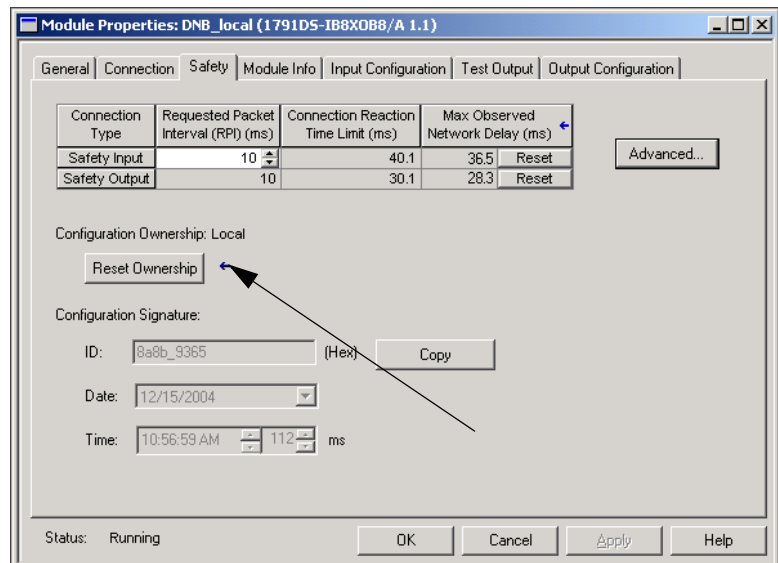 Module Properties: DNB_local (1791DS-IB8XOB8/A 1.1)
General Connection Safety Module Info Input Configuration Test Output Output Configuration
Connection Type Requested Packet Interval (RPI) (ms) Connection Reaction Time Limit (ms) Max Observed Network Delay (ms)
Safety Input 10 40.1 36.5 Reset
Safety Output 10 30.1 28.3 Reset
Advanced...
Configuration Ownership: Local
Reset Ownership
Configuration Signature:
ID: 8a8b_9365 (Hex) Copy
Date: 12/15/2004
Time: 10:56:59 AM 112 ms
Status: Running OK Cancel Apply Help